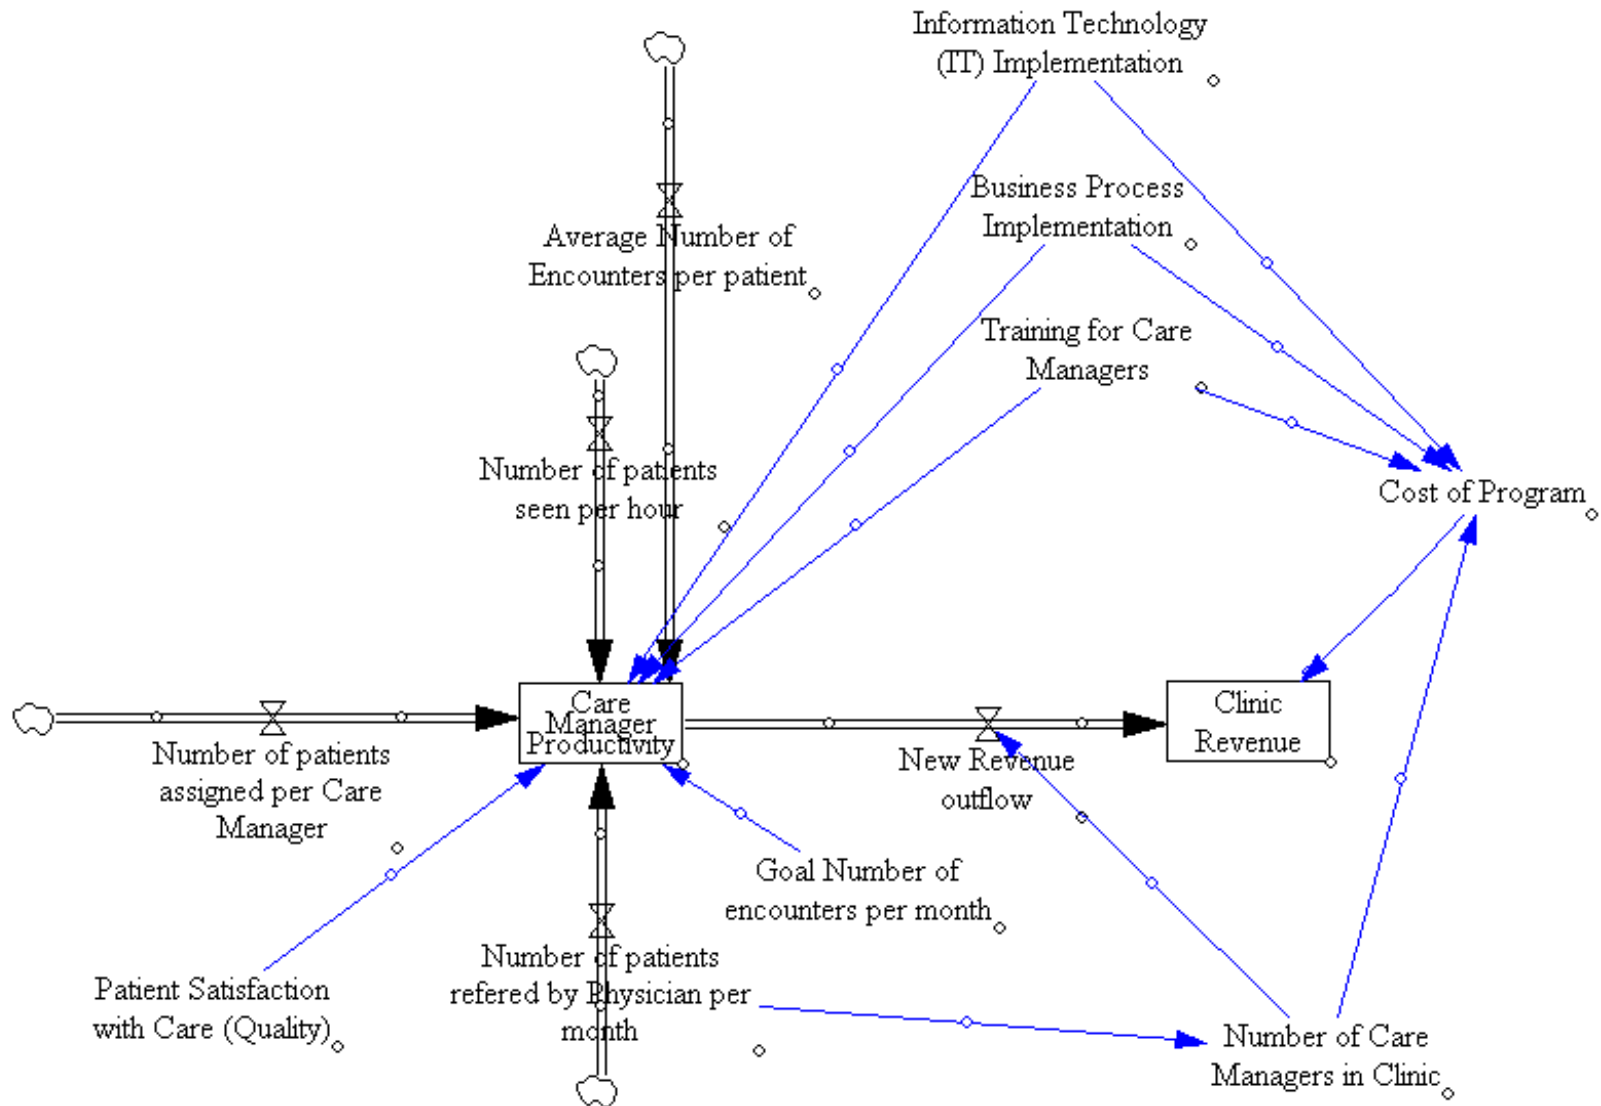 Information Technology
(IT) Implementation
Business Process
Implementation
Average Number of
Encounters per patient
Training for Care
Managers
Number of patients
seen per hour
Cost of Program
Care
Manager
Productivity
Clinic
Revenue
Number of patients
assigned per Care
Manager
New Revenue
outflow
Goal Number of
encounters per month
Number of patients
refered by Physician per
month
Patient Satisfaction
with Care (Quality)
Number of Care
Managers in Clinic